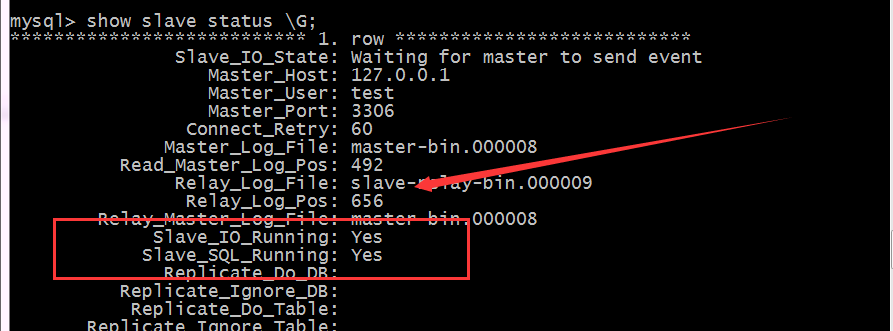 mysql> show slave status \G;
*************************** 1. row ***************************
Slave_IO_State: Waiting for master to send event
Master_Host: 127.0.0.1
Master_User: test
Master_Port: 3306
Connect_Retry: 60
Master_Log_File: master-bin.000008
Read_Master_Log_Pos: 492
Relay_Log_File: slave-relay-bin.000009
Relay_Log_Pos: 656
Relay_Master_Log_File: master-bin.000008
Slave_IO_Running: Yes
Slave_SQL_Running: Yes
Replicate_Do_DB:
Replicate_Ignore_DB:
Replicate_Do_Table:
Replicate_Ignore_Table: